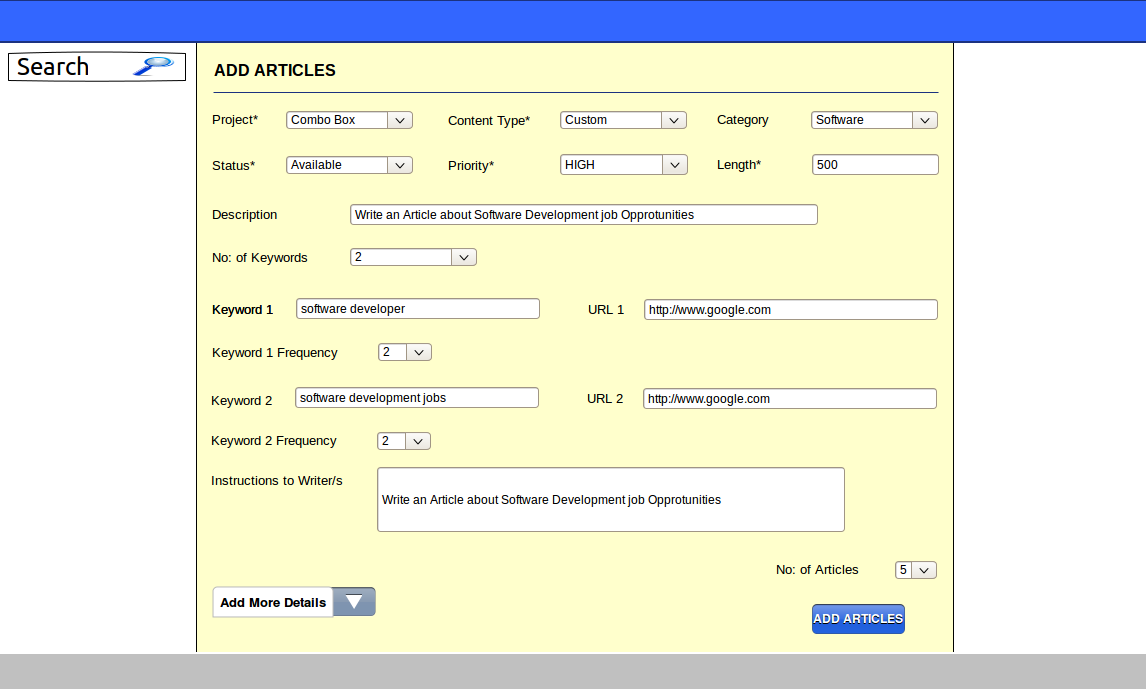 Search
ADD ARTICLES
Project* Combo Box Content Type* Custom Category Software
Status* Available Priority* HIGH Length* 500
Description Write an Article about Software Development job Opprotunities
No: of Keywords 2
Keyword 1 software developer URL 1 http://www.google.com
Keyword 1 Frequency 2
Keyword 2 software development jobs URL 2 http://www.google.com
Keyword 2 Frequency 2
Instructions to Writer/s
Write an Article about Software Development job Opprotunities
No: of Articles 5
Add More Details
ADD ARTICLES